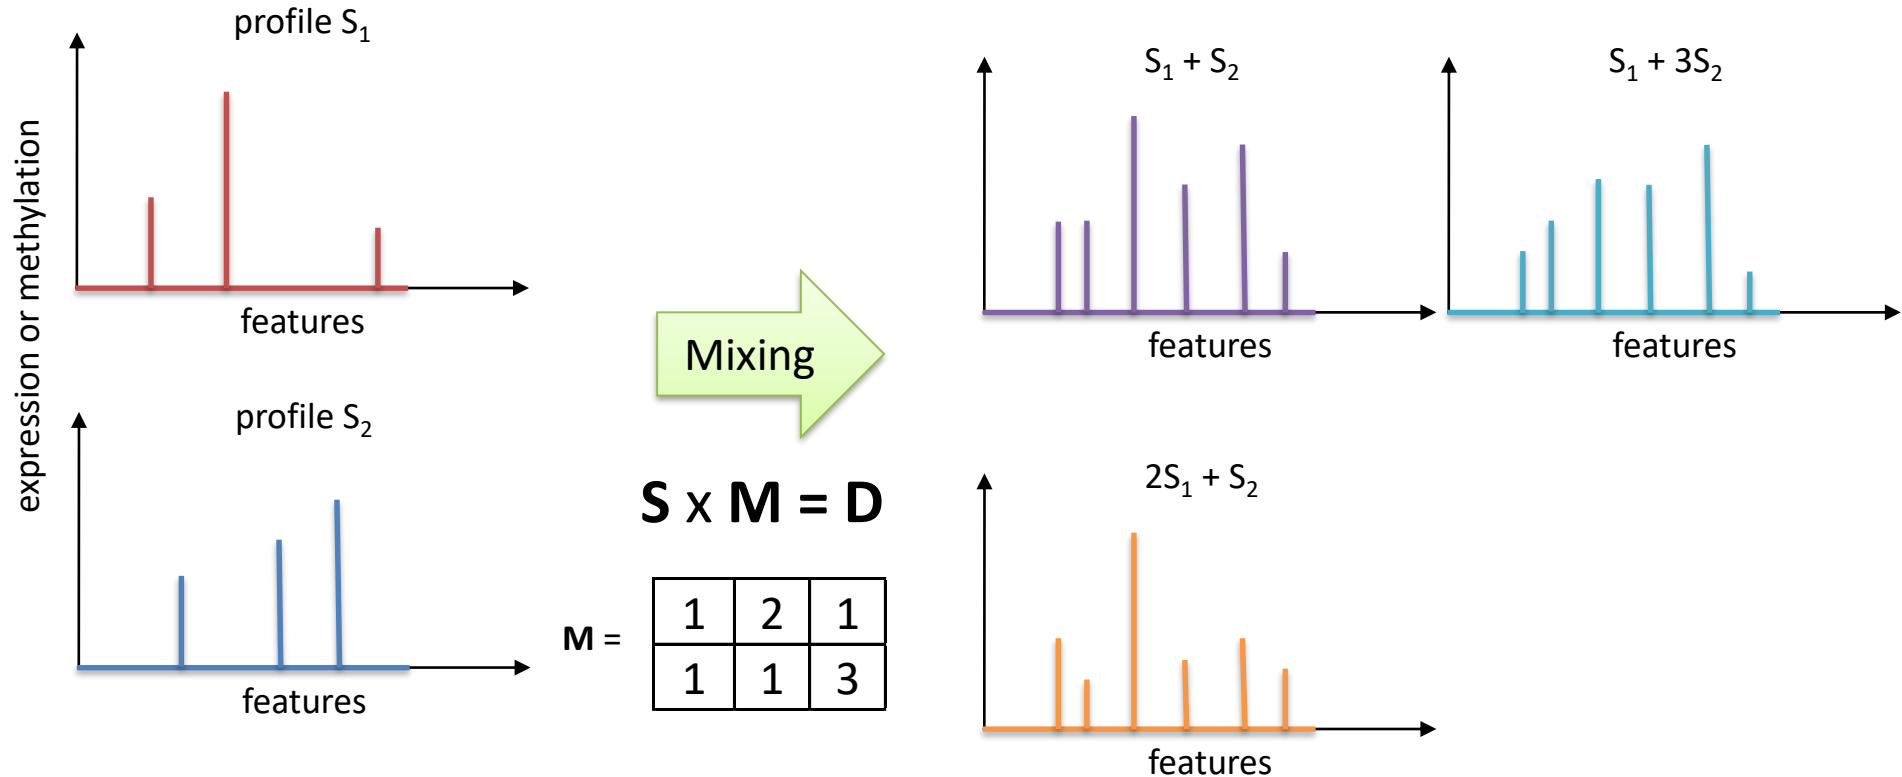 expression or methylation
profile S₁
features
profile S₂
features
Mixing
S x M = D
M =
1 2 1
1 1 3
S₁ + S₂
features
S₁ + 3S₂
features
2S₁ + S₂
features